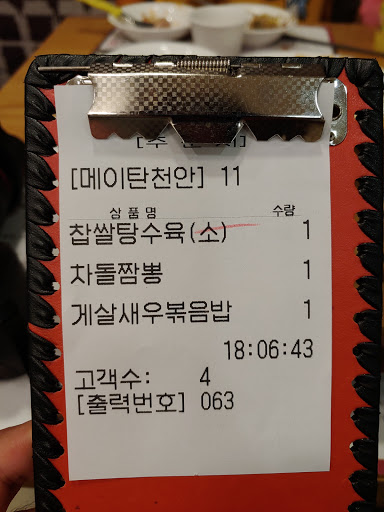 [메이탄천안] 11
상 품 명 수량
찹쌀탕수육(소) 1
차돌짬뽕 1
게살새우볶음밥 1
18:06:43
고객수: 4
[출력번호] 063